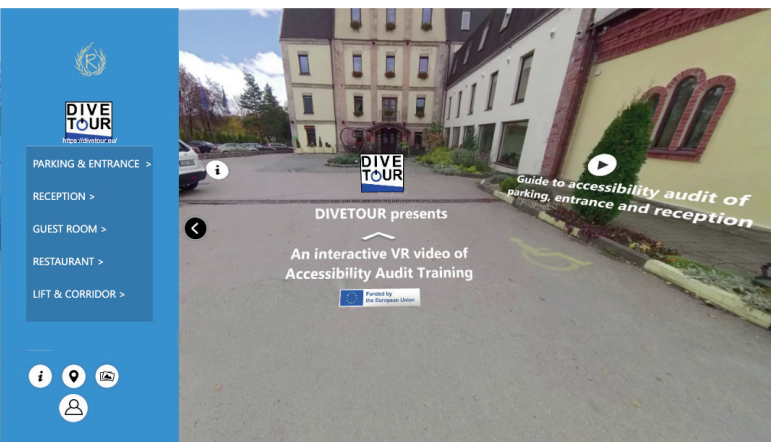 R
DIVE
TOUR
https://divetour.eu/
PARKING & ENTRANCE >
RECEPTION >
GUEST ROOM >
RESTAURANT >
LIFT & CORRIDOR >
i
i
DIVE
TOUR
DIVETOUR presents
An interactive VR video of
Accessibility Audit Training
Funded by
the European Union
Guide to accessibility audit of
parking, entrance and reception